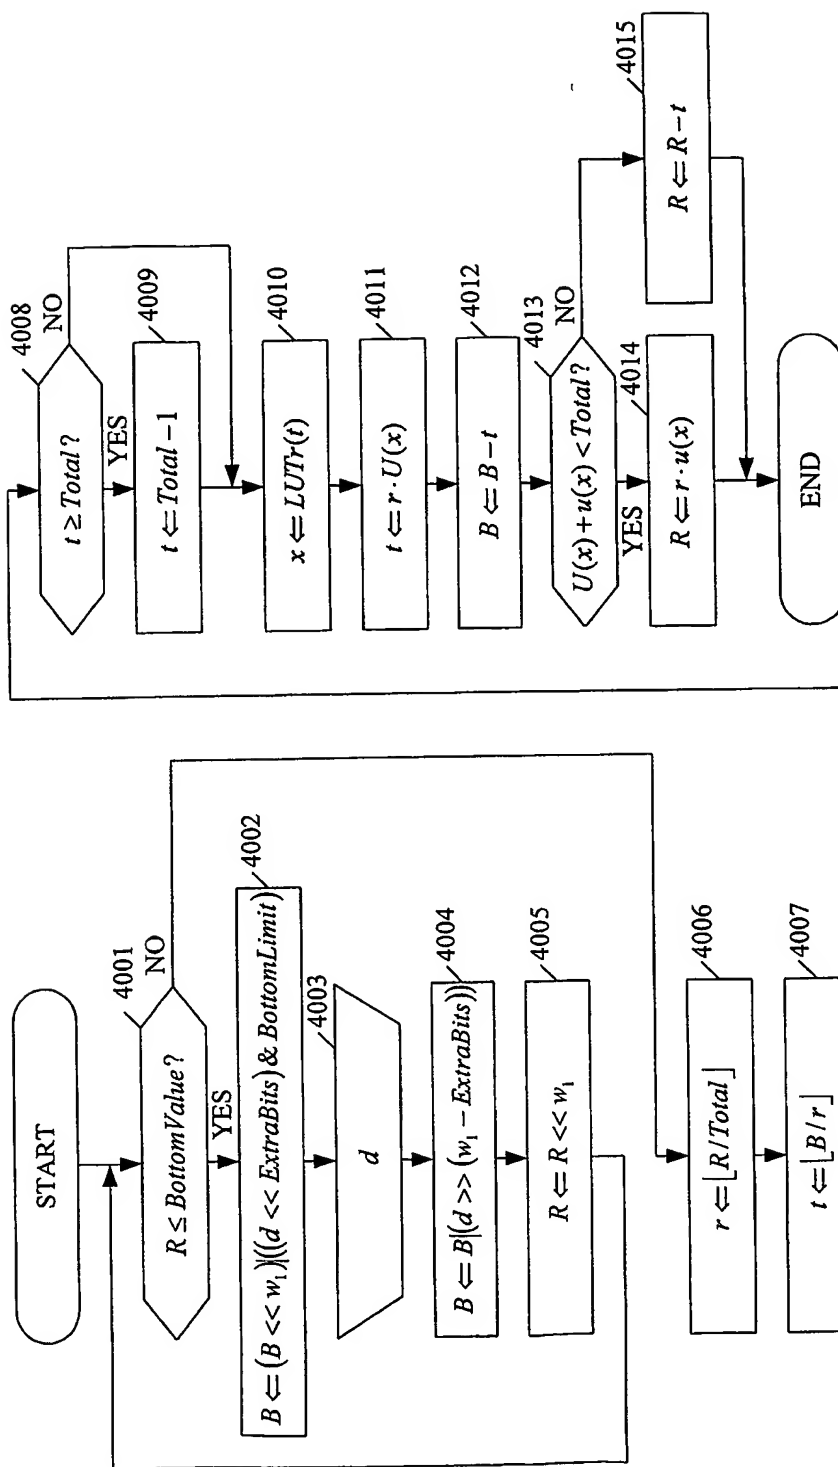 START
4001
R ≤ BottomValue?
NO
YES
4002
B ⇐ (B << w₁)|((d << ExtraBits) & BottomLimit)
4003
d
4004
B ⇐ B|(d >> (w₁ − ExtraBits))
4005
R ⇐ R << w₁
4006
r ⇐ ⌊R/Total⌋
4007
t ⇐ ⌊B/r⌋
4008
t ≥ Total?
NO
YES
4009
t ⇐ Total − 1
4010
x ⇐ LUTr(t)
4011
t ⇐ r · U(x)
4012
B ⇐ B − t
4013
U(x) + u(x) < Total?
NO
YES
4014
R ⇐ r · u(x)
4015
R ⇐ R − t
END